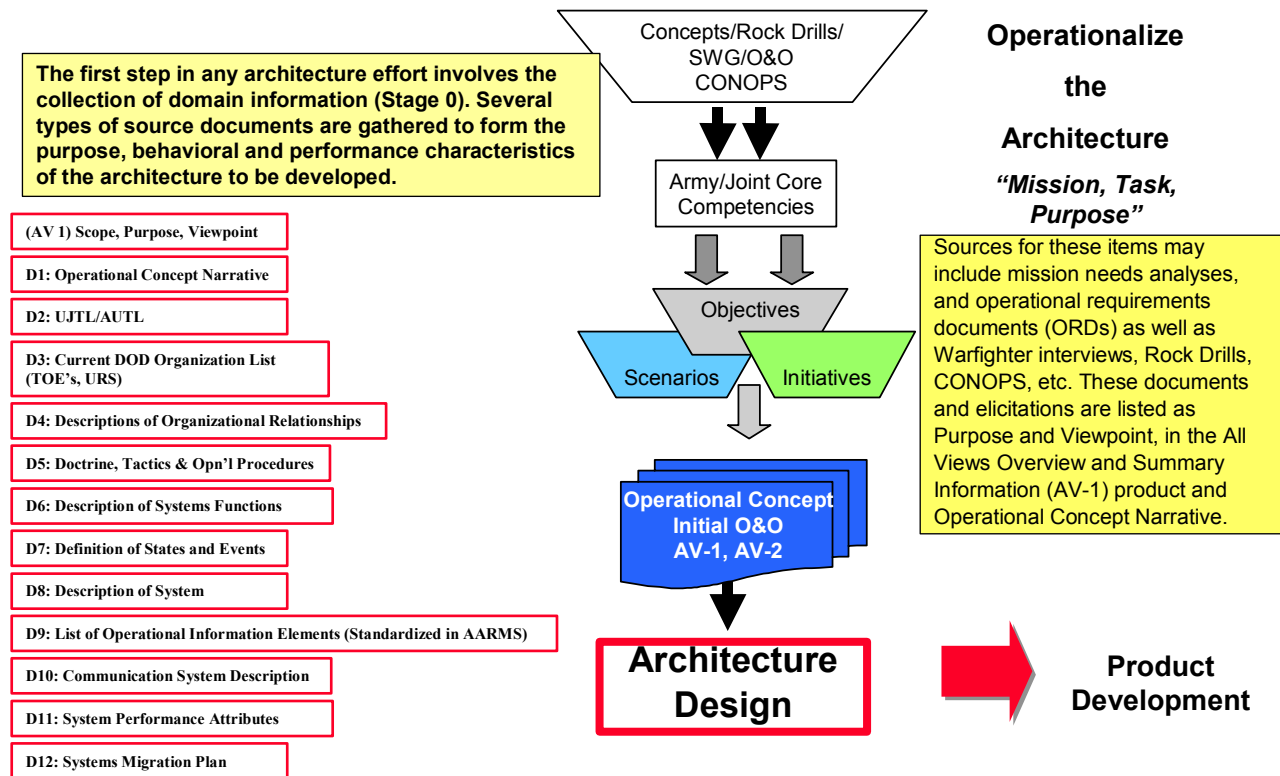 The first step in any architecture effort involves the
collection of domain information (Stage 0). Several
types of source documents are gathered to form the
purpose, behavioral and performance characteristics
of the architecture to be developed.
(AV 1) Scope, Purpose, Viewpoint
D1: Operational Concept Narrative
D2: UJTL/AUTL
D3: Current DOD Organization List
(TOE's, URS)
D4: Descriptions of Organizational Relationships
D5: Doctrine, Tactics & Opn'l Procedures
D6: Description of Systems Functions
D7: Definition of States and Events
D8: Description of System
D9: List of Operational Information Elements (Standardized in AARMS)
D10: Communication System Description
D11: System Performance Attributes
D12: Systems Migration Plan
Concepts/Rock Drills/
SWG/O&O
CONOPS
Army/Joint Core
Competencies
Objectives
Scenarios
Initiatives
Operational Concept
Initial O&O
AV-1, AV-2
Architecture
Design
Operationalize
the
Architecture
“Mission, Task,
Purpose”
Sources for these items may
include mission needs analyses,
and operational requirements
documents (ORDs) as well as
Warfighter interviews, Rock Drills,
CONOPS, etc. These documents
and elicitations are listed as
Purpose and Viewpoint, in the All
Views Overview and Summary
Information (AV-1) product and
Operational Concept Narrative.
Product
Development